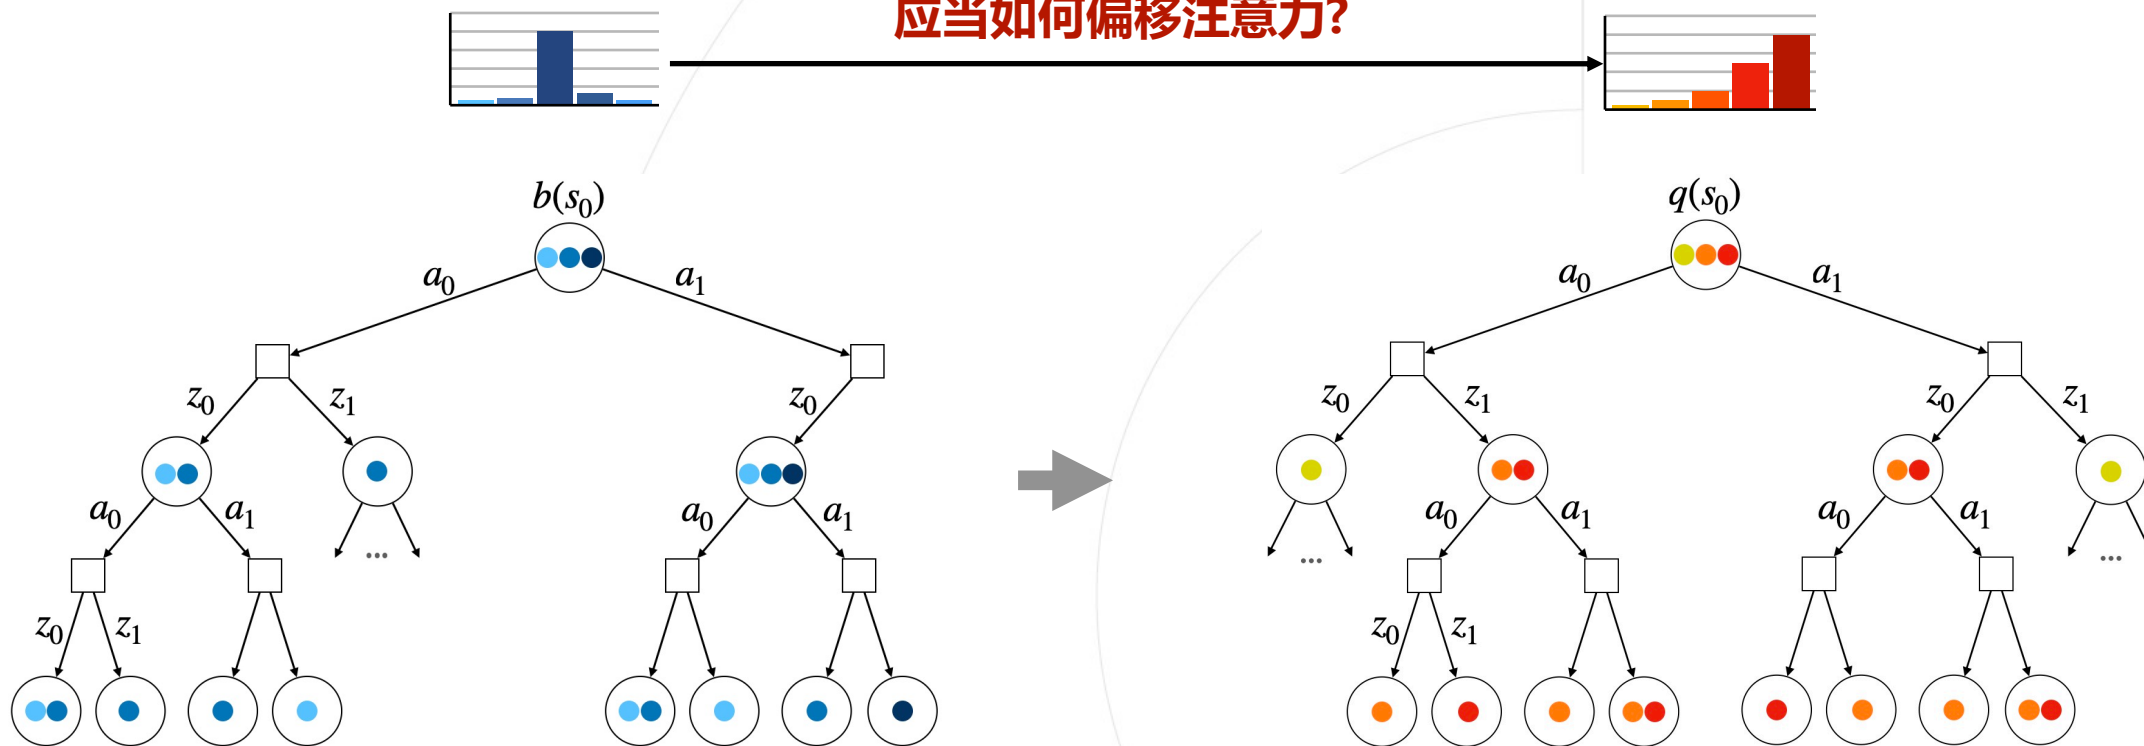 应当如何偏移注意力?
b(s₀)
q(s₀)
a₀ a₁
a₀ a₁
z₀ z₁ z₀
z₀ z₁ z₀ z₁
a₀ a₁ a₀ a₁
a₀ a₁ a₀ a₁
... ... ...
z₀ z₁
z₀ z₁